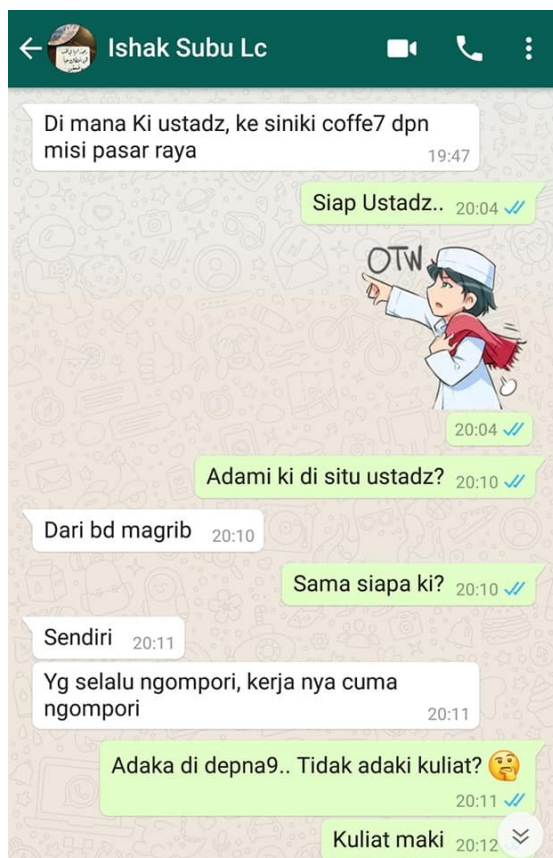 Ishak Subu Lc
Di mana Ki ustadz, ke siniki coffe7 dpn
misi pasar raya
19:47
Siap Ustadz.. 20:04
OTW
20:04
Adami ki di situ ustadz? 20:10
Dari bd magrib 20:10
Sama siapa ki? 20:10
Sendiri 20:11
Yg selalu ngompori, kerja nya cuma
ngompori
20:11
Adaka di depna9.. Tidak adaki kuliat? 🤔
20:11
Kuliat maki 20:12